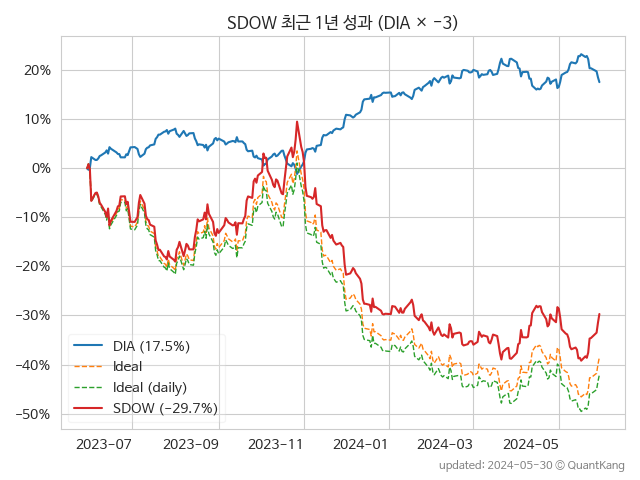 SDOW 최근 1년 성과 (DIA × −3)
20%
10%
0%
−10%
−20%
−30%
−40%
−50%
DIA (17.5%)
Ideal
Ideal (daily)
SDOW (−29.7%)
2023-07
2023-09
2023-11
2024-01
2024-03
2024-05
updated: 2024-05-30 © QuantKang